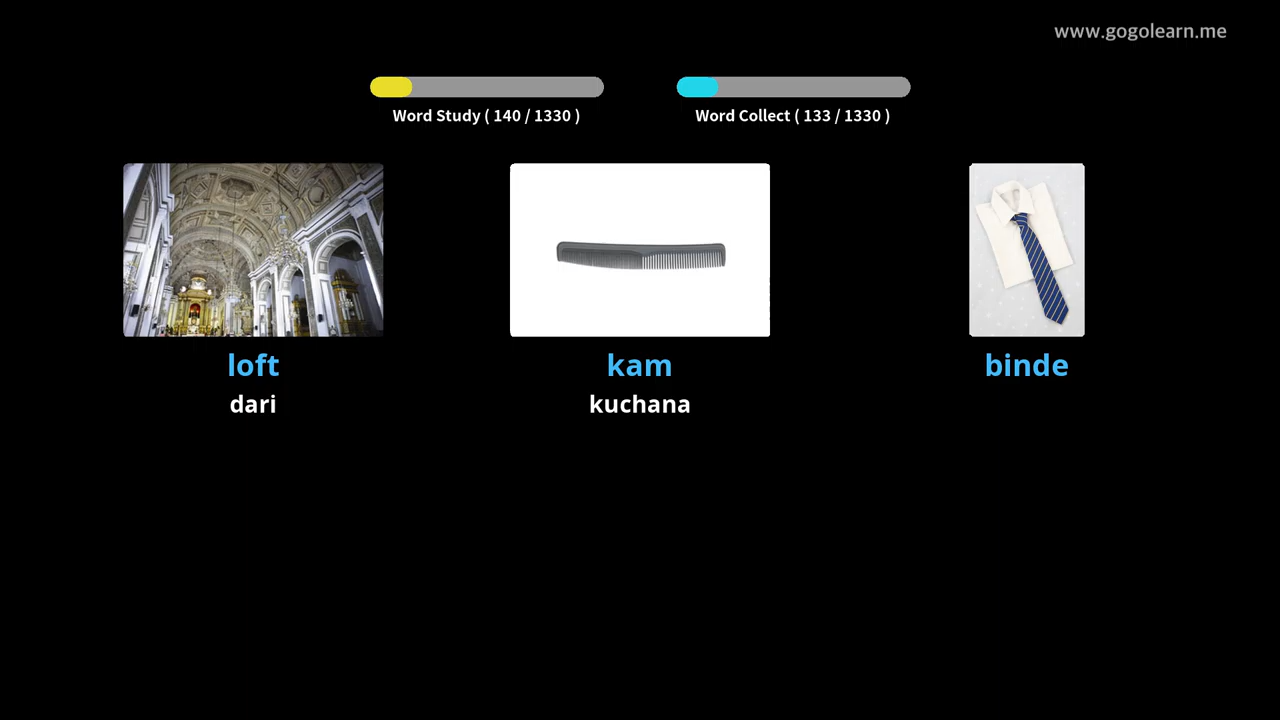 www.gogolearn.me
Word Study ( 140 / 1330 )
Word Collect ( 133 / 1330 )
loft
dari
kam
kuchana
binde